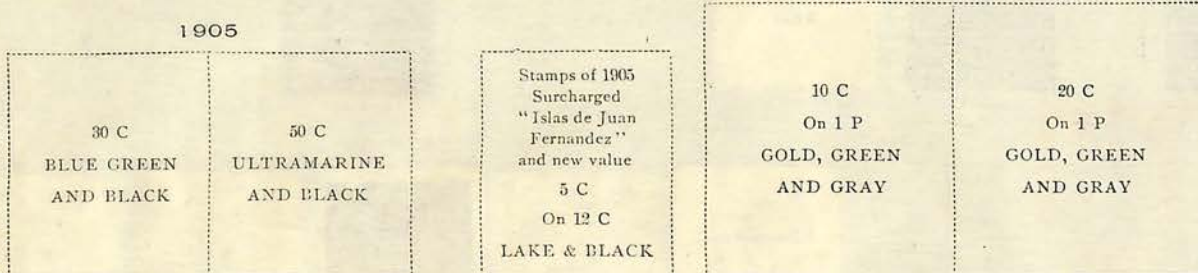 1905
30 C
BLUE GREEN
AND BLACK
50 C
ULTRAMARINE
AND BLACK
Stamps of 1905
Surcharged
"Islas de Juan
Fernandez"
and new value
5 C
On 12 C
LAKE & BLACK
10 C
On 1 P
GOLD, GREEN
AND GRAY
20 C
On 1 P
GOLD, GREEN
AND GRAY